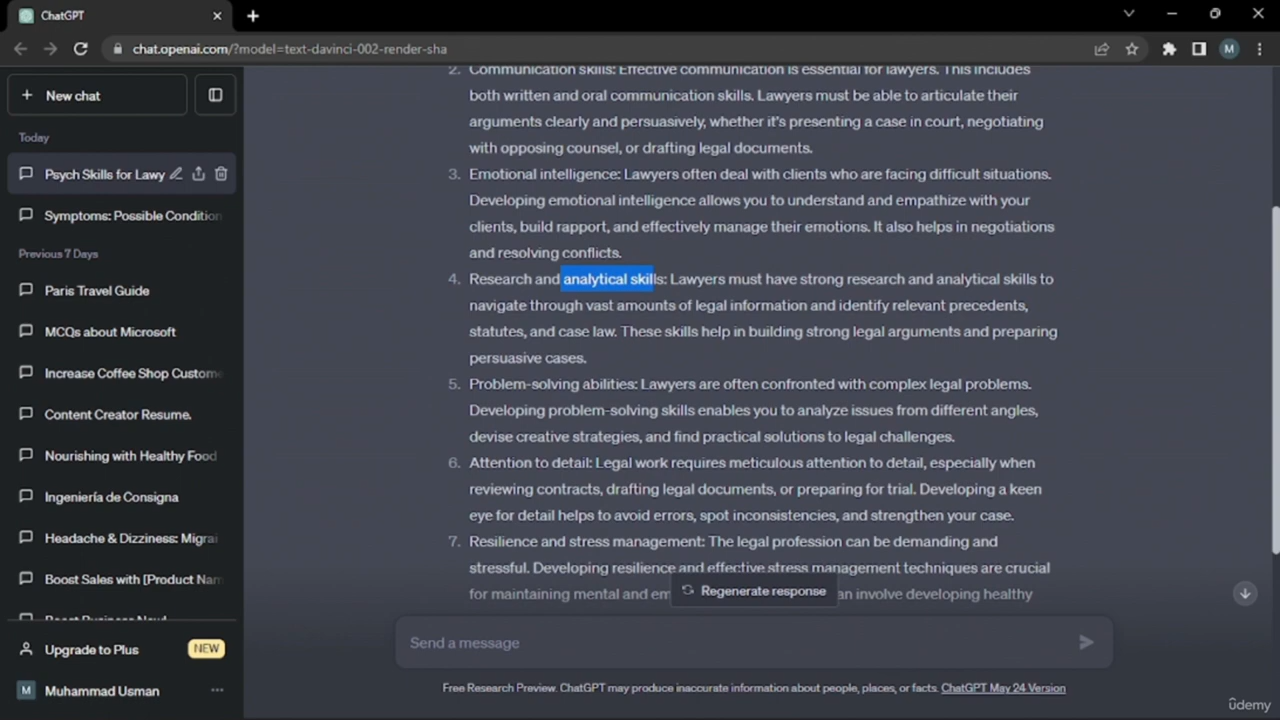 ChatGPT
chat.openai.com/?model=text-davinci-002-render-sha
M
New chat
Today
Psych Skills for Lawy
Symptoms: Possible Condition
Previous 7 Days
Paris Travel Guide
MCQs about Microsoft
Increase Coffee Shop Custome
Content Creator Resume.
Nourishing with Healthy Food
Ingeniería de Consigna
Headache & Dizziness: Migrai
Boost Sales with [Product Nam
Boost Business Now!
Upgrade to Plus NEW
M Muhammad Usman
2. Communication skills: Effective communication is essential for lawyers. This includes
both written and oral communication skills. Lawyers must be able to articulate their
arguments clearly and persuasively, whether it's presenting a case in court, negotiating
with opposing counsel, or drafting legal documents.
3. Emotional intelligence: Lawyers often deal with clients who are facing difficult situations.
Developing emotional intelligence allows you to understand and empathize with your
clients, build rapport, and effectively manage their emotions. It also helps in negotiations
and resolving conflicts.
4. Research and analytical skills: Lawyers must have strong research and analytical skills to
navigate through vast amounts of legal information and identify relevant precedents,
statutes, and case law. These skills help in building strong legal arguments and preparing
persuasive cases.
5. Problem-solving abilities: Lawyers are often confronted with complex legal problems.
Developing problem-solving skills enables you to analyze issues from different angles,
devise creative strategies, and find practical solutions to legal challenges.
6. Attention to detail: Legal work requires meticulous attention to detail, especially when
reviewing contracts, drafting legal documents, or preparing for trial. Developing a keen
eye for detail helps to avoid errors, spot inconsistencies, and strengthen your case.
7. Resilience and stress management: The legal profession can be demanding and
stressful. Developing resilience and effective stress management techniques are crucial
for maintaining mental and em an involve developing healthy
Regenerate response
Send a message
Free Research Preview. ChatGPT may produce inaccurate information about people, places, or facts. ChatGPT May 24 Version
ûdemy